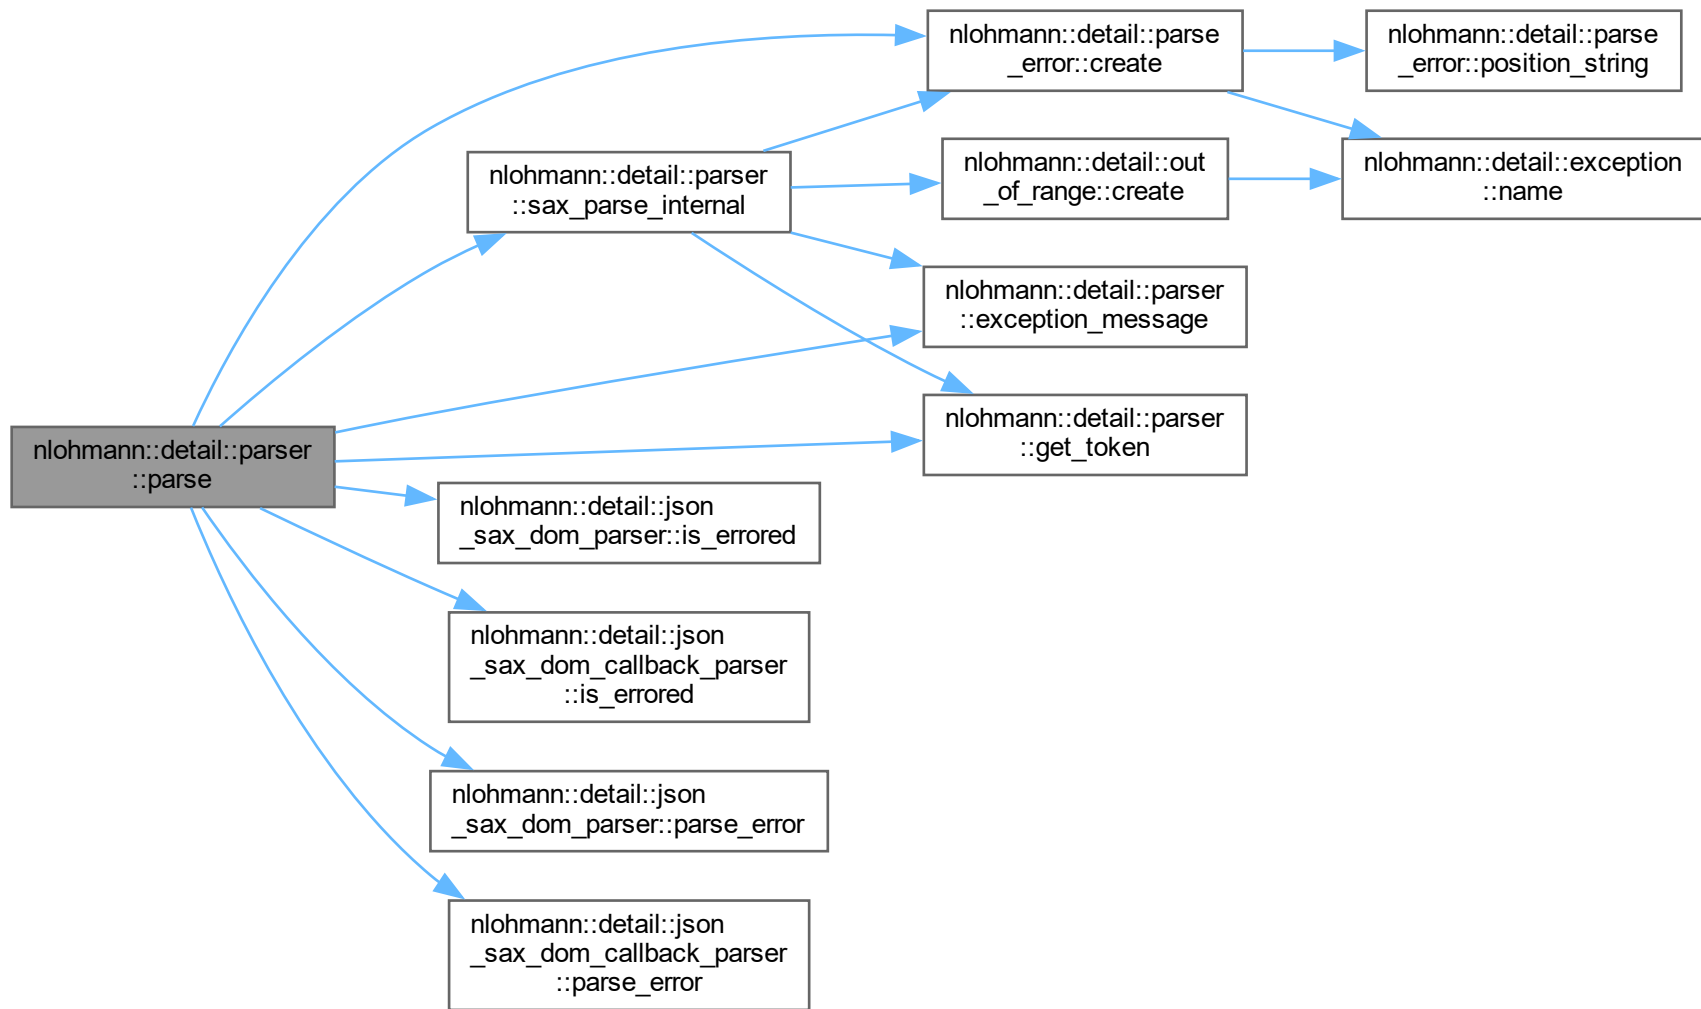 nlohmann::detail::parse
_error::create
nlohmann::detail::parse
_error::position_string
nlohmann::detail::parser
::sax_parse_internal
nlohmann::detail::out
_of_range::create
nlohmann::detail::exception
::name
nlohmann::detail::parser
::exception_message
nlohmann::detail::parser
::parse
nlohmann::detail::parser
::get_token
nlohmann::detail::json
_sax_dom_parser::is_errored
nlohmann::detail::json
_sax_dom_callback_parser
::is_errored
nlohmann::detail::json
_sax_dom_parser::parse_error
nlohmann::detail::json
_sax_dom_callback_parser
::parse_error